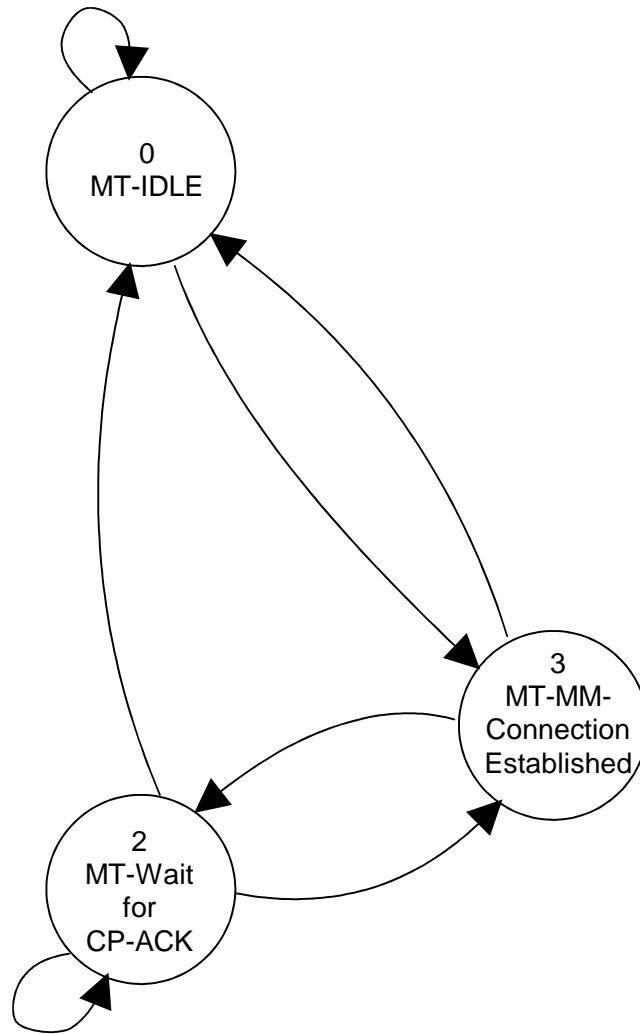 0
MT-IDLE
3
MT-MM-
Connection
Established
2
MT-Wait
for
CP-ACK